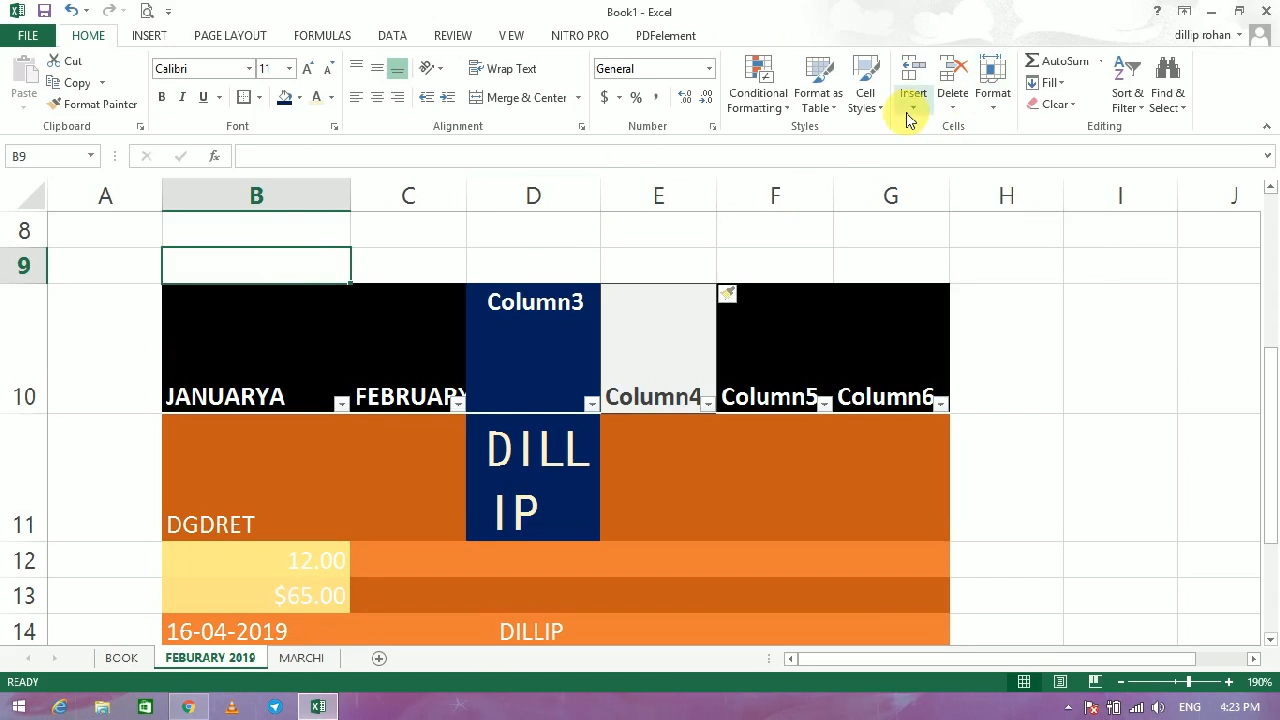 Book1 - Excel
?
FILE HOME INSERT PAGE LAYOUT FORMULAS DATA REVIEW VIEW NITRO PRO PDFelement dillip rohan
Paste
Cut
Copy
Format Painter
Clipboard
Calibri 11
B I U A
Font
Wrap Text
Merge & Center
Alignment
General
$ % ,
Number
Conditional Formatting
Format as Table
Cell Styles
Styles
Insert Delete Format
Cells
AutoSum
Fill
Clear
Sort & Filter
Find & Select
Editing
B9 fx
A B C D E F G H I J
8
9
10 JANUARYA FEBRUARY Column3 Column4 Column5 Column6
11 DGDRET DILL
IP
12 12.00
13 $65.00
14 16-04-2019 DILLIP
BOOK FEBURARY 2019 MARCHI
READY 190%
ENG 4:23 PM